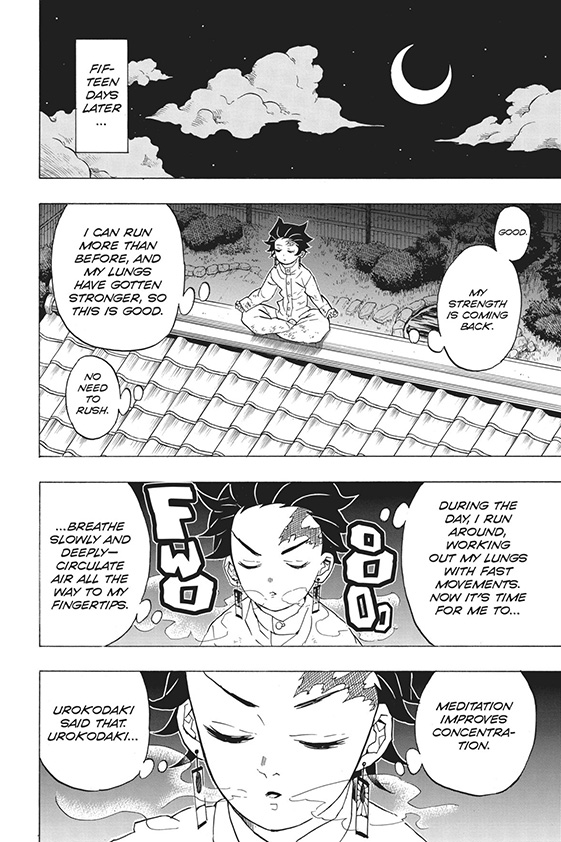 FIF-
TEEN
DAYS
LATER
...
GOOD.
MY
STRENGTH
IS COMING
BACK.
I CAN RUN
MORE THAN
BEFORE, AND
MY LUNGS
HAVE GOTTEN
STRONGER, SO
THIS IS GOOD.
NO
NEED
TO
RUSH.
DURING THE
DAY, I RUN
AROUND,
WORKING
OUT MY LUNGS
WITH FAST
MOVEMENTS.
NOW IT'S TIME
FOR ME TO...
FWO
OOO
...BREATHE
SLOWLY AND
DEEPLY—
CIRCULATE
AIR ALL THE
WAY TO MY
FINGERTIPS.
MEDITATION
IMPROVES
CONCENTRA-
TION.
UROKODAKI
SAID THAT.
UROKODAKI...